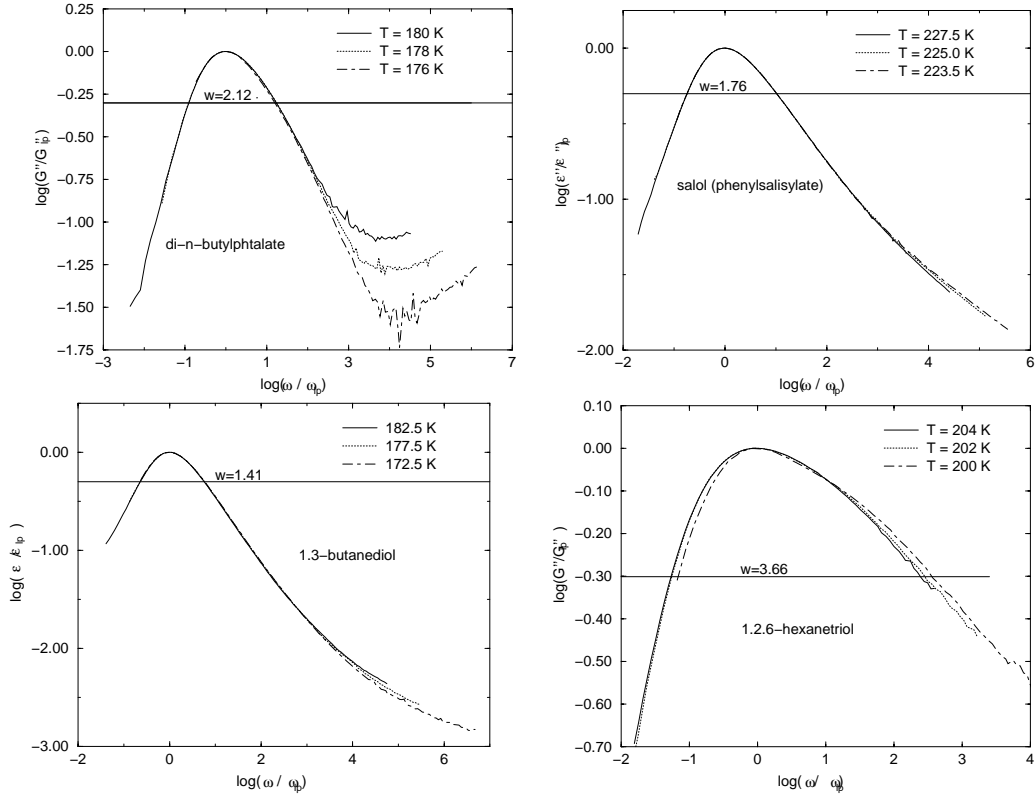 0.25
0.00
−0.25
−0.50
−0.75
−1.00
−1.25
−1.50
−1.75
−3 −1 1 3 5 7
log(ω / ωlp)
log(G''/G''lp)
T = 180 K
T = 178 K
T = 176 K
w=2.12
di−n−butylphtalate
0.00
−1.00
−2.00
−2 0 2 4 6
log(ω / ωlp)
log(ε''/ε''lp)
T = 227.5 K
T = 225.0 K
T = 223.5 K
w=1.76
salol (phenylsalisylate)
0.00
−1.00
−2.00
−3.00
−2 0 2 4 6
log( ω / ωlp)
log( ε /εlp )
182.5 K
177.5 K
172.5 K
w=1.41
1.3−butanediol
0.10
0.00
−0.10
−0.20
−0.30
−0.40
−0.50
−0.60
−0.70
−2 −1 0 1 2 3 4
log(ω/ ωlp)
log(G''/G''lp)
T = 204 K
T = 202 K
T = 200 K
w=3.66
1.2.6−hexanetriol